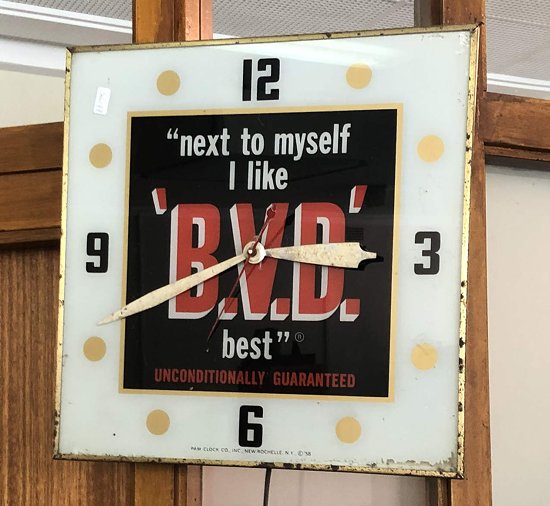 12
"next to myself
I like
9
'B.V.D.'
3
best" ®
UNCONDITIONALLY GUARANTEED
6
PAM CLOCK CO., INC., NEW ROCHELLE, N.Y. © '58